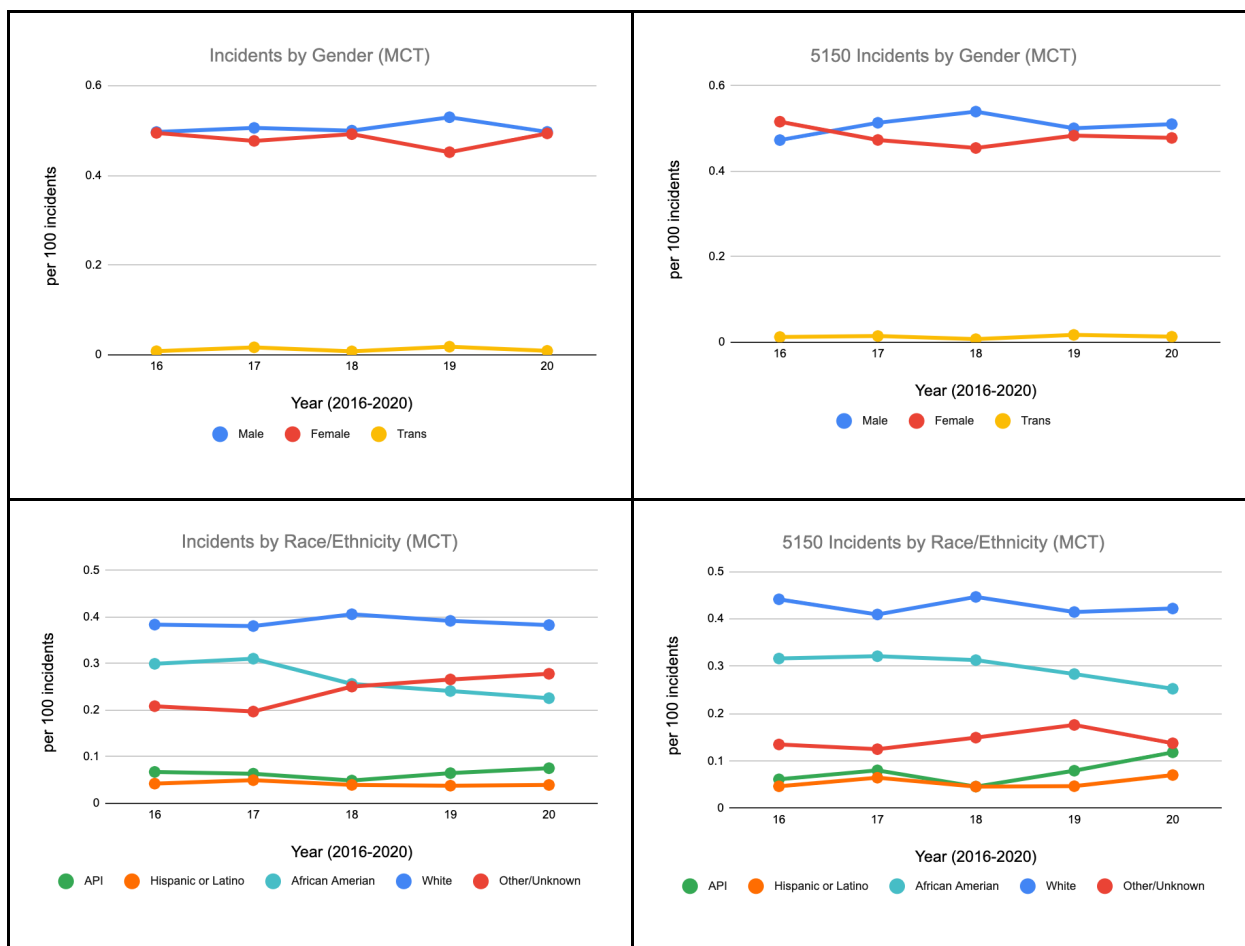 Incidents by Gender (MCT)
0.6
0.4
0.2
0
per 100 incidents
16 17 18 19 20
Year (2016-2020)
Male Female Trans
5150 Incidents by Gender (MCT)
0.6
0.4
0.2
0
per 100 incidents
16 17 18 19 20
Year (2016-2020)
Male Female Trans
Incidents by Race/Ethnicity (MCT)
0.5
0.4
0.3
0.2
0.1
0
per 100 incidents
16 17 18 19 20
Year (2016-2020)
API Hispanic or Latino African Amerian White Other/Unknown
5150 Incidents by Race/Ethnicity (MCT)
0.5
0.4
0.3
0.2
0.1
0
per 100 incidents
16 17 18 19 20
Year (2016-2020)
API Hispanic or Latino African Amerian White Other/Unknown